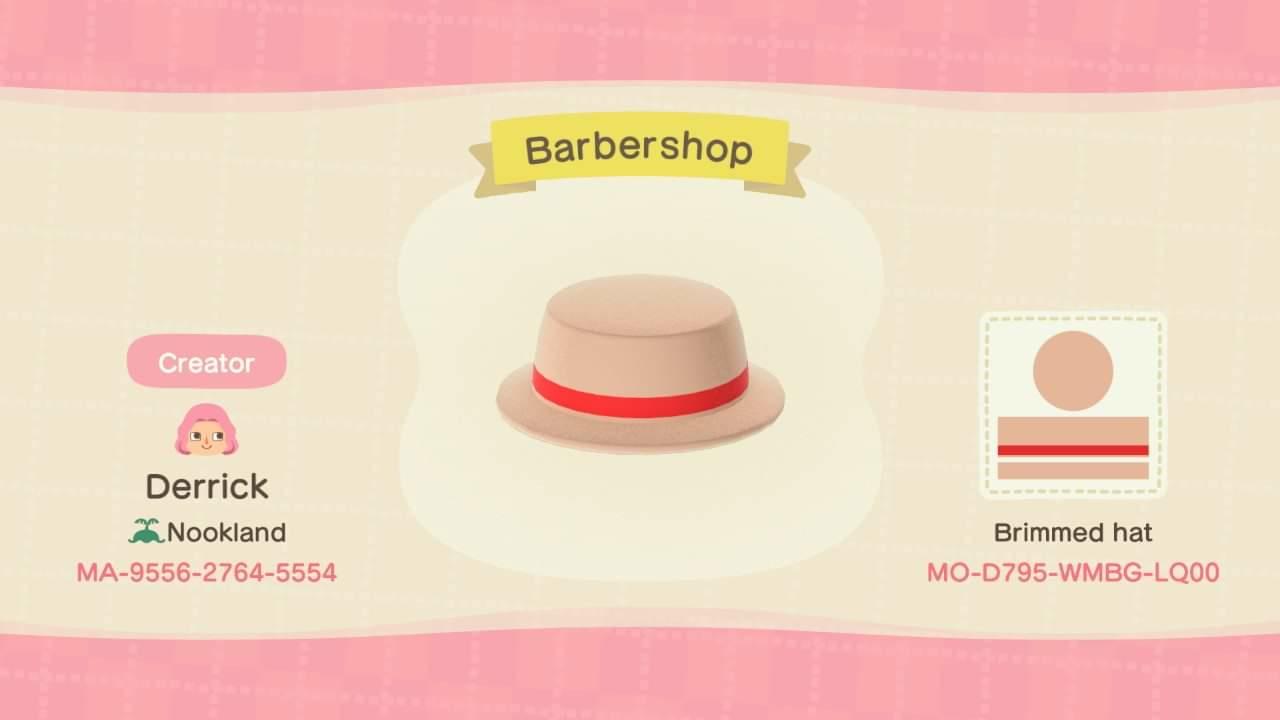 Barbershop
Creator
Derrick
Nookland
MA-9556-2764-5554
Brimmed hat
MO-D795-WMBG-LQ00